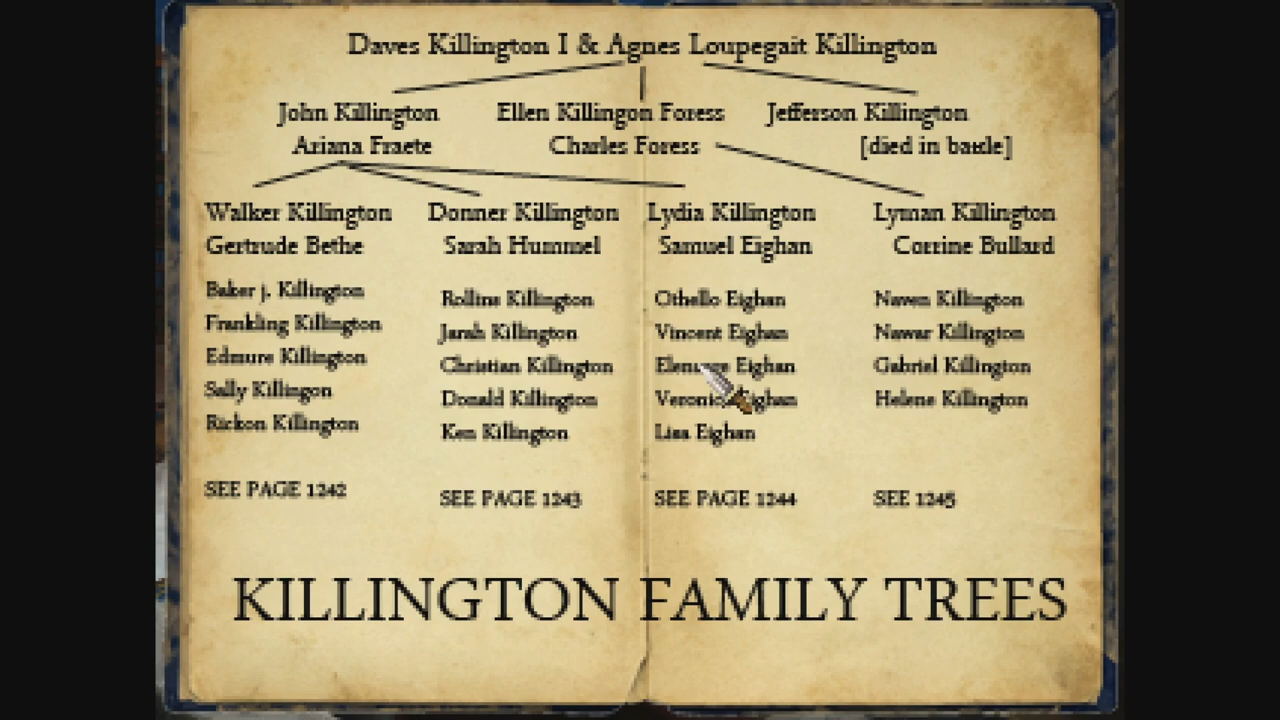 Daves Killington I & Agnes Loupegait Killington
John Killington Ellen Killingon Foress Jefferson Killington
Ariana Fraete Charles Foress [died in battle]
Walker Killington Donner Killington Lydia Killington Lyman Killington
Gertrude Bethe Sarah Hummel Samuel Eighan Corrine Bullard
Baker j. Killington Rollins Killington Othello Eighan Naven Killington
Frankling Killington Jarah Killington Vincent Eighan Nawar Killington
Edmure Killington Christian Killington Eighan Gabriel Killington
Sally Killingon Donald Killington Eighan Helene Killington
Rickon Killington Ken Killington Lisa Eighan
SEE PAGE 1242 SEE PAGE 1243 SEE PAGE 1244 SEE 1245
KILLINGTON FAMILY TREES